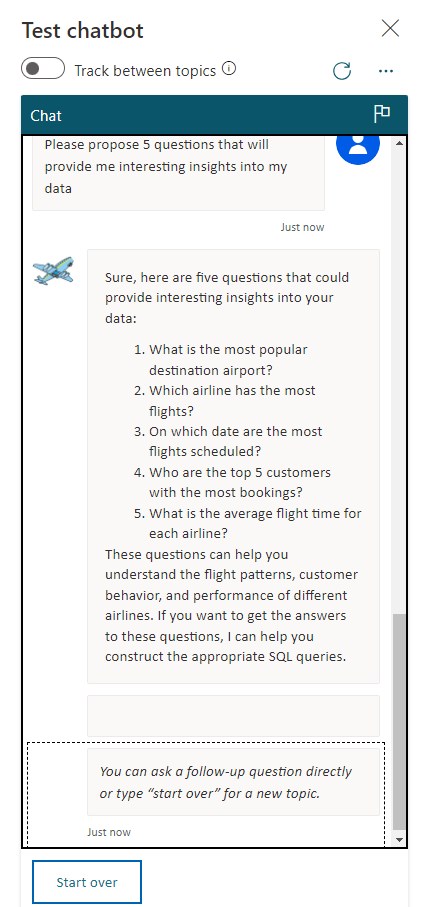 Test chatbot
Track between topics
Chat
Please propose 5 questions that will
provide me interesting insights into my
data
Just now
Sure, here are five questions that could
provide interesting insights into your
data:
1. What is the most popular
destination airport?
2. Which airline has the most
flights?
3. On which date are the most
flights scheduled?
4. Who are the top 5 customers
with the most bookings?
5. What is the average flight time for
each airline?
These questions can help you
understand the flight patterns, customer
behavior, and performance of different
airlines. If you want to get the answers
to these questions, I can help you
construct the appropriate SQL queries.
You can ask a follow-up question directly
or type “start over” for a new topic.
Just now
Start over